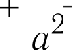 + a²